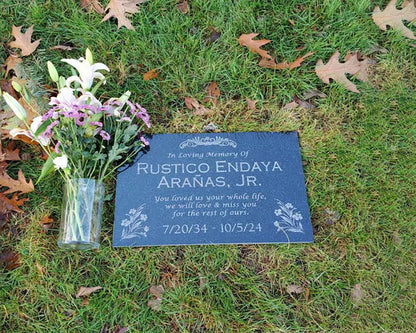 In Loving Memory Of
RUSTICO ENDAYA
ARAÑAS, JR.
You loved us your whole life,
we will love & miss you
for the rest of ours.
7/20/34 - 10/5/24